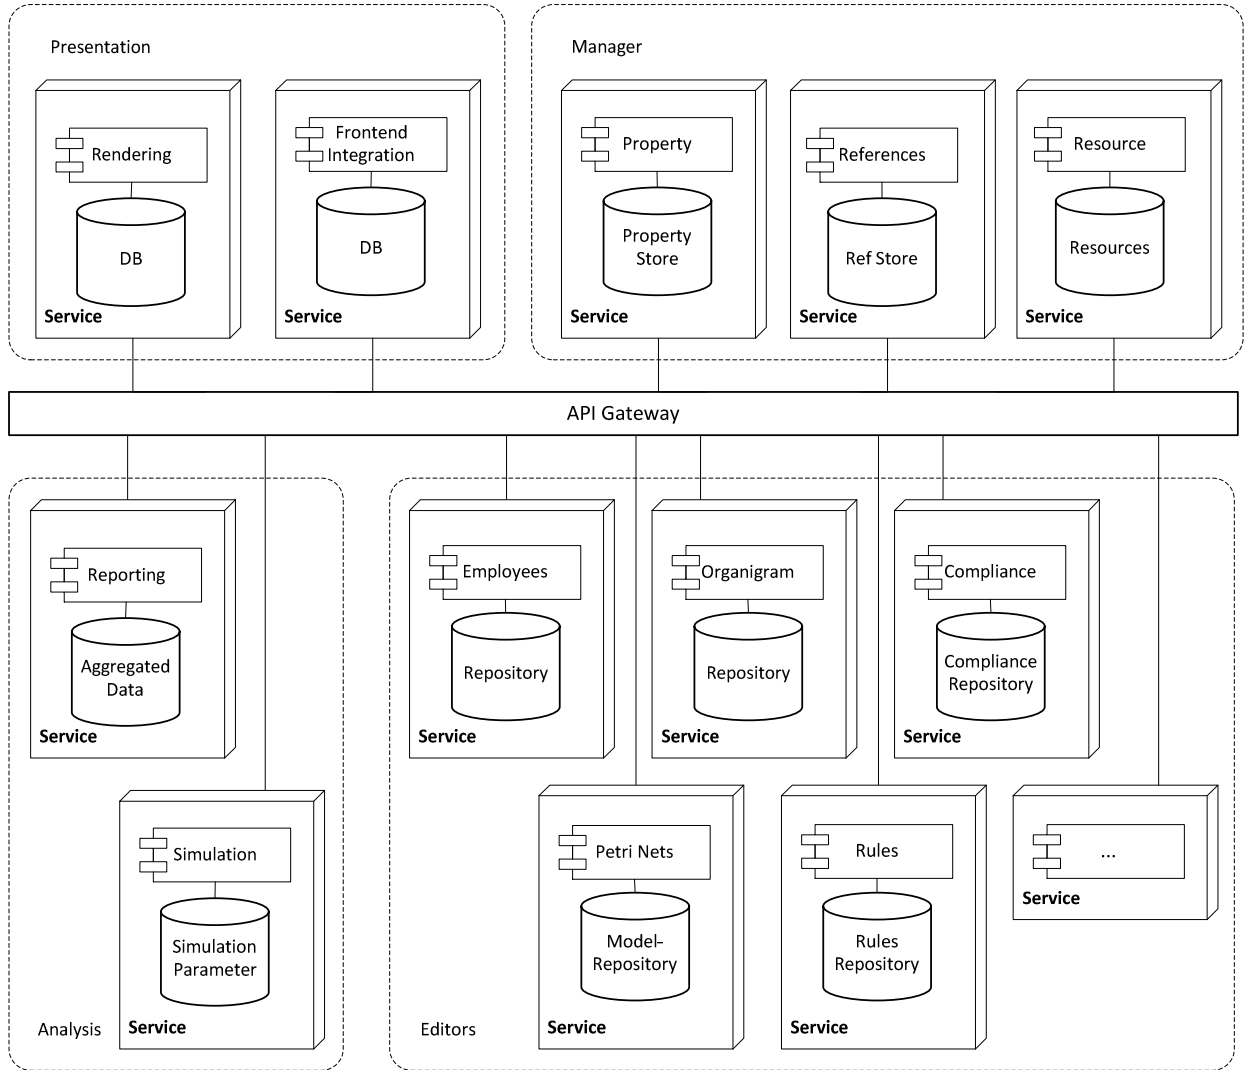 Presentation
Manager
Rendering
DB
Service
Frontend
Integration
DB
Service
Property
Property
Store
Service
References
Ref Store
Service
Resource
Resources
Service
API Gateway
Reporting
Aggregated
Data
Service
Simulation
Simulation
Parameter
Service
Analysis
Employees
Repository
Service
Organigram
Repository
Service
Compliance
Compliance
Repository
Service
Petri Nets
Model-
Repository
Service
Rules
Rules
Repository
Service
...
Service
Editors